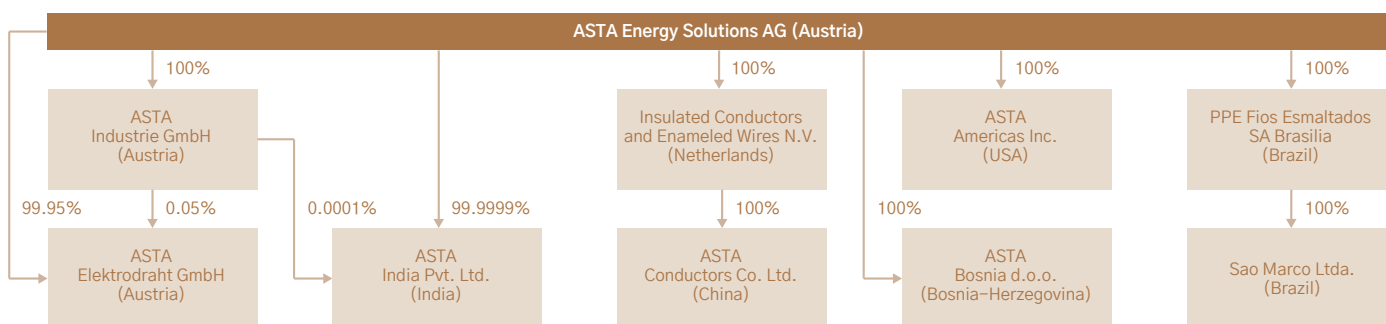 ASTA Energy Solutions AG (Austria)
100%
100%
100%
100%
ASTA
Industrie GmbH
(Austria)
Insulated Conductors
and Enameled Wires N.V.
(Netherlands)
ASTA
Americas Inc.
(USA)
PPE Fios Esmaltados
SA Brasilia
(Brazil)
99.95%
0.05%
0.0001%
99.9999%
100%
100%
100%
ASTA
Elektrodraht GmbH
(Austria)
ASTA
India Pvt. Ltd.
(India)
ASTA
Conductors Co. Ltd.
(China)
ASTA
Bosnia d.o.o.
(Bosnia-Herzegovina)
Sao Marco Ltda.
(Brazil)